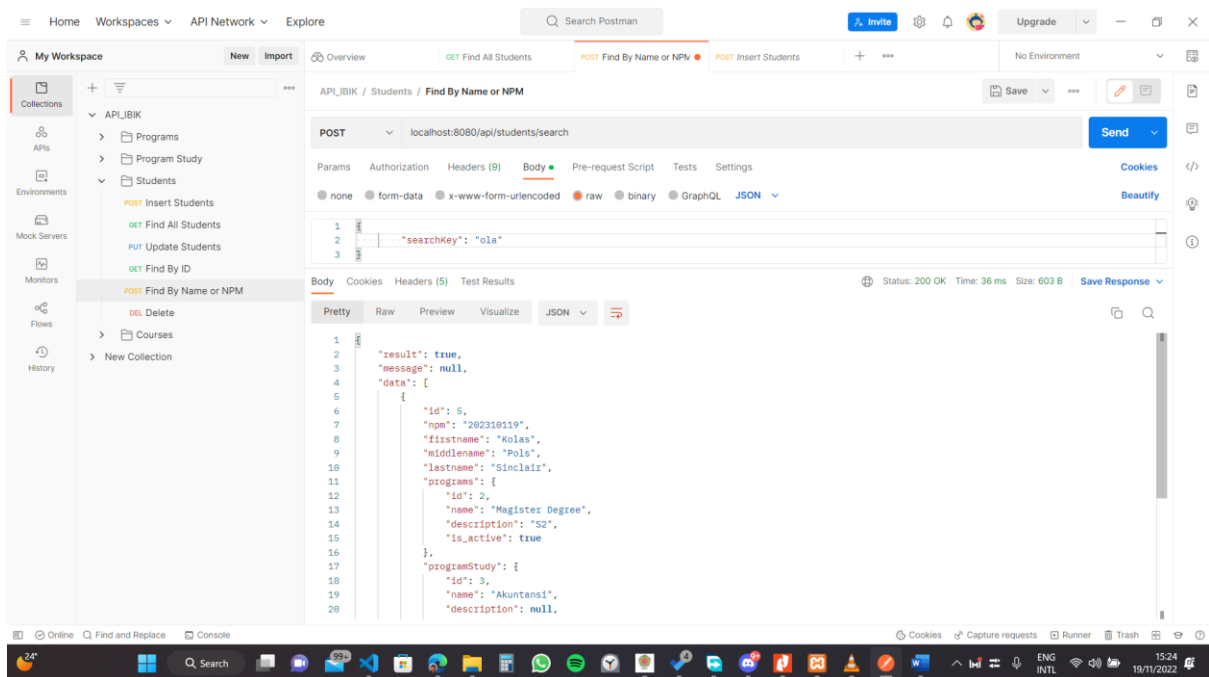 Home Workspaces API Network Explore Search Postman Invite Upgrade
My Workspace New Import Overview GET Find All Students POST Find By Name or NPM POST Insert Students No Environment
Collections
APIs
Environments
Mock Servers
Monitors
Flows
History
API_IBIK
Programs
Program Study
Students
POST Insert Students
GET Find All Students
PUT Update Students
GET Find By ID
POST Find By Name or NPM
DEL Delete
Courses
New Collection
API_IBIK / Students / Find By Name or NPM Save
POST localhost:8080/api/students/search Send
Params Authorization Headers (9) Body Pre-request Script Tests Settings Cookies
none form-data x-www-form-urlencoded raw binary GraphQL JSON Beautify
1 {
2 "searchKey": "ola"
3 }
Body Cookies Headers (5) Test Results Status: 200 OK Time: 36 ms Size: 603 B Save Response
Pretty Raw Preview Visualize JSON
1 {
2 "result": true,
3 "message": null,
4 "data": [
5 {
6 "id": 5,
7 "npm": "202310119",
8 "firstname": "Kolas",
9 "middlename": "Pols",
10 "lastname": "Sinclair",
11 "programs": {
12 "id": 2,
13 "name": "Magister Degree",
14 "description": "S2",
15 "is_active": true
16 },
17 "programStudy": {
18 "id": 3,
19 "name": "Akuntansi",
20 "description": null,
Online Find and Replace Console Cookies Capture requests Runner Trash
24° Search 99+ ENG INTL 15:24 19/11/2022